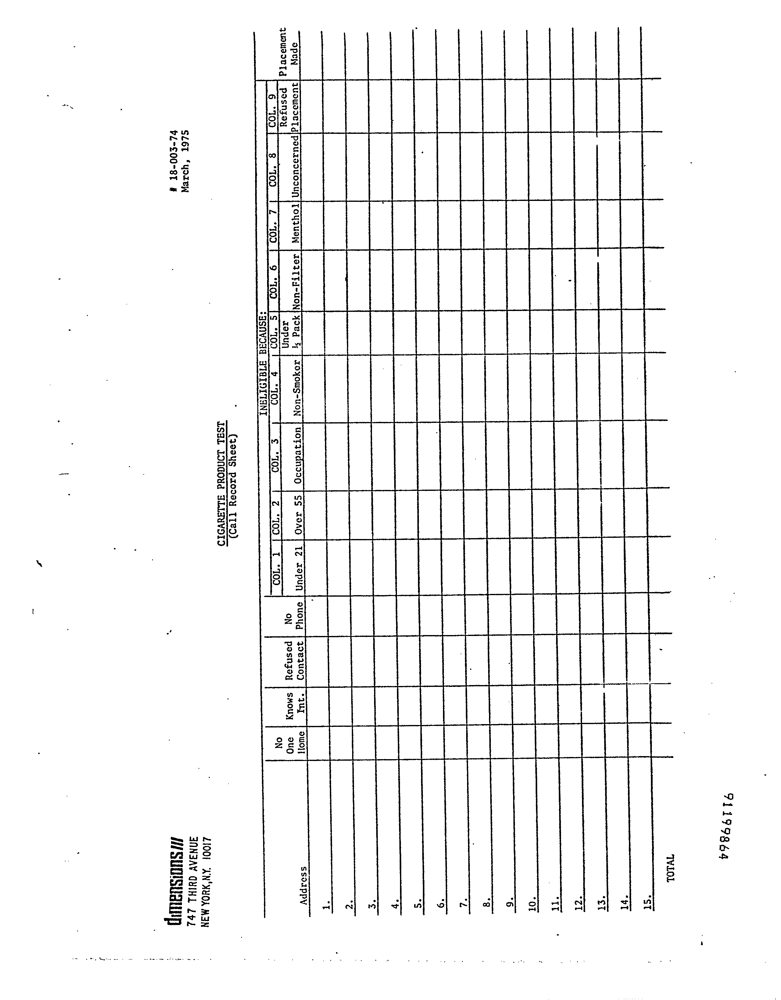 dimensions///
747 THIRD AVENUE
NEW YORK, N.Y. 10017
# 18-003-74
March, 1975
CIGARETTE PRODUCT TEST
(Call Record Sheet)
INELIGIBLE BECAUSE:
COL. 1 COL. 2 COL. 3 COL. 4 COL. 5 COL. 6 COL. 7 COL. 8 COL. 9
Address No One Home Knows Int. Refused Contact No Phone Under 21 Over 55 Occupation Non-Smoker Under ½ Pack Non-Filter Menthol Unconcerned Refused Placement Placement Made
1.
2.
3.
4.
5.
6.
7.
8.
9.
10.
11.
12.
13.
14.
15.
TOTAL
91199864